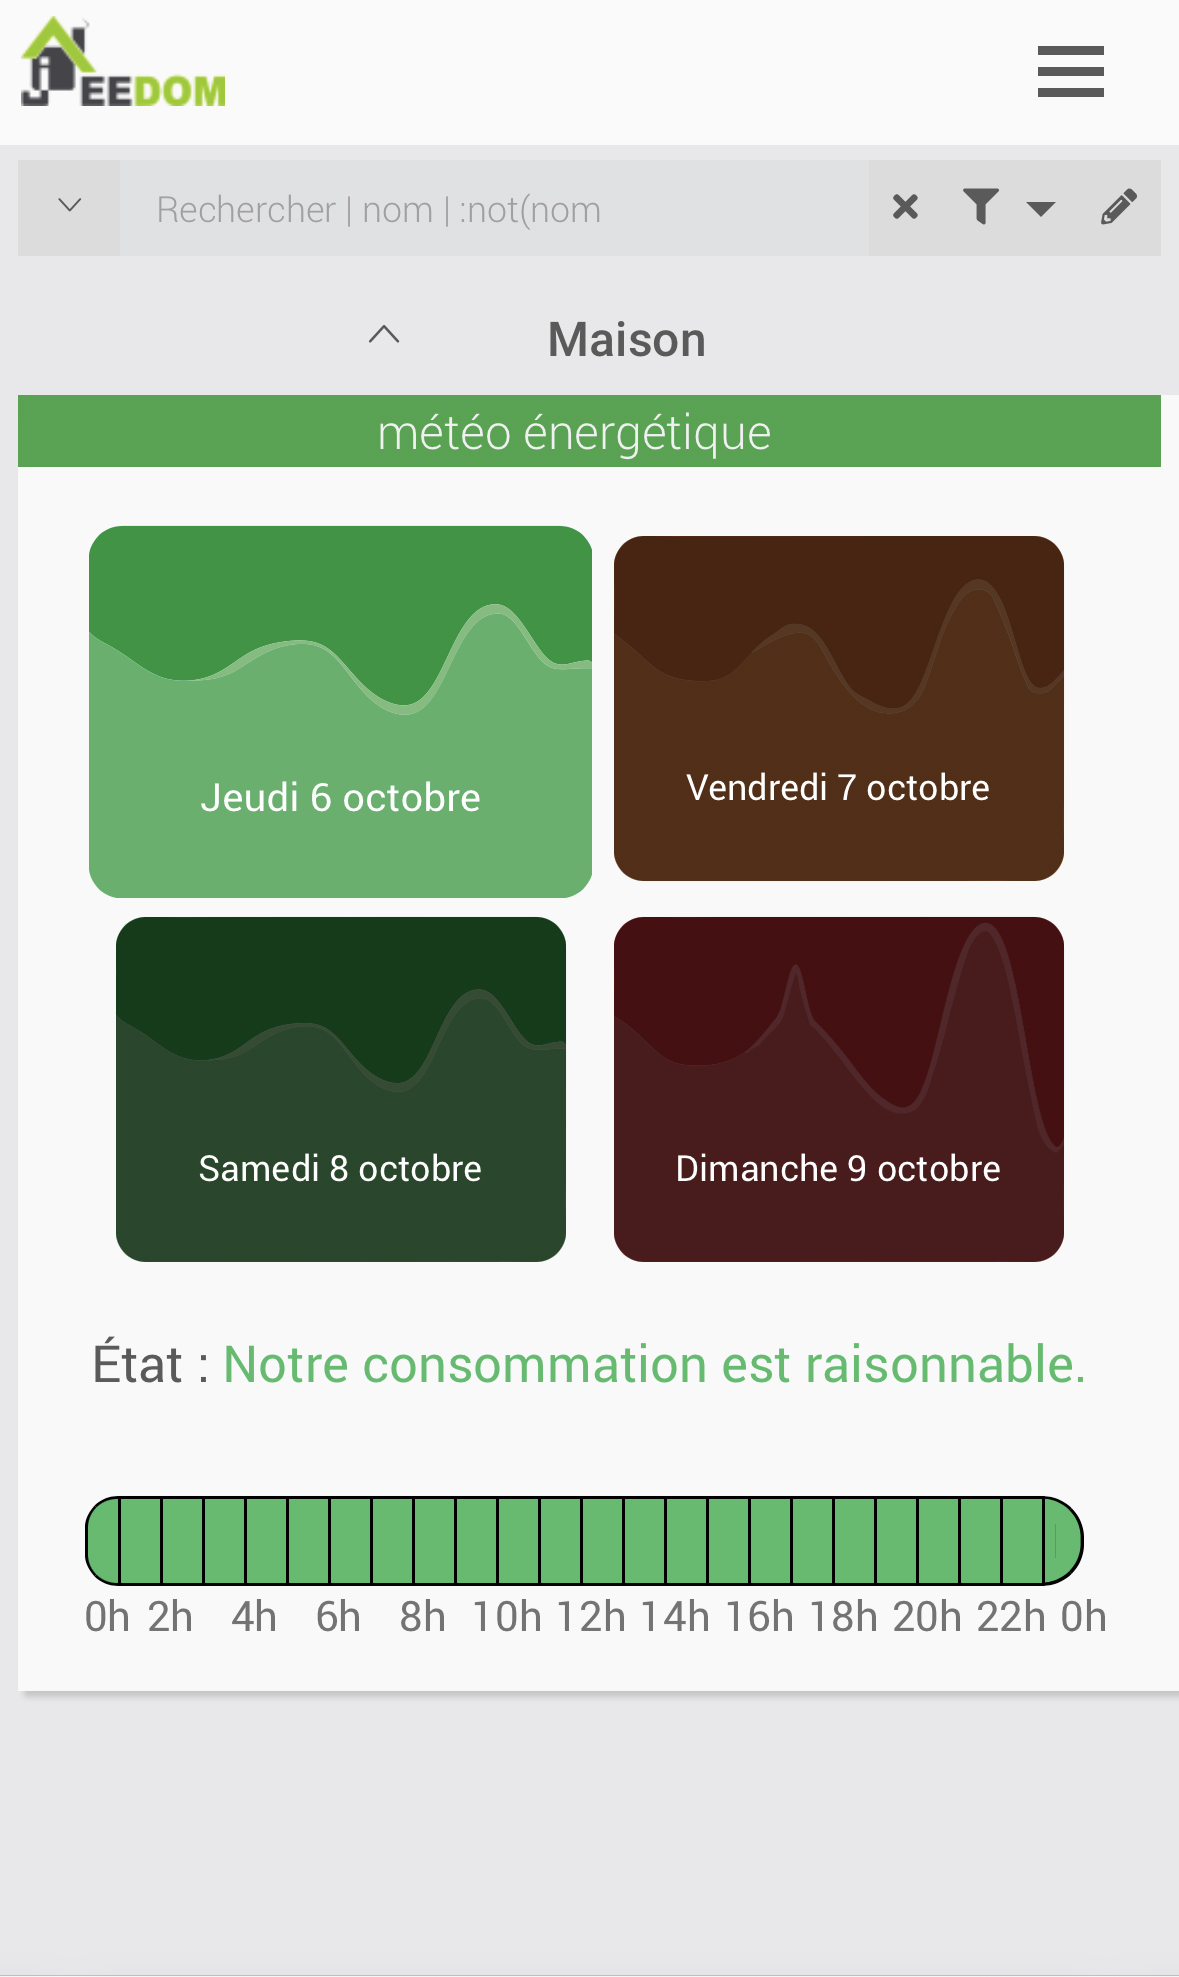 JEEDOM
Rechercher | nom | :not(nom
Maison
météo énergétique
Jeudi 6 octobre
Vendredi 7 octobre
Samedi 8 octobre
Dimanche 9 octobre
État : Notre consommation est raisonnable.
0h 2h 4h 6h 8h 10h 12h 14h 16h 18h 20h 22h 0h